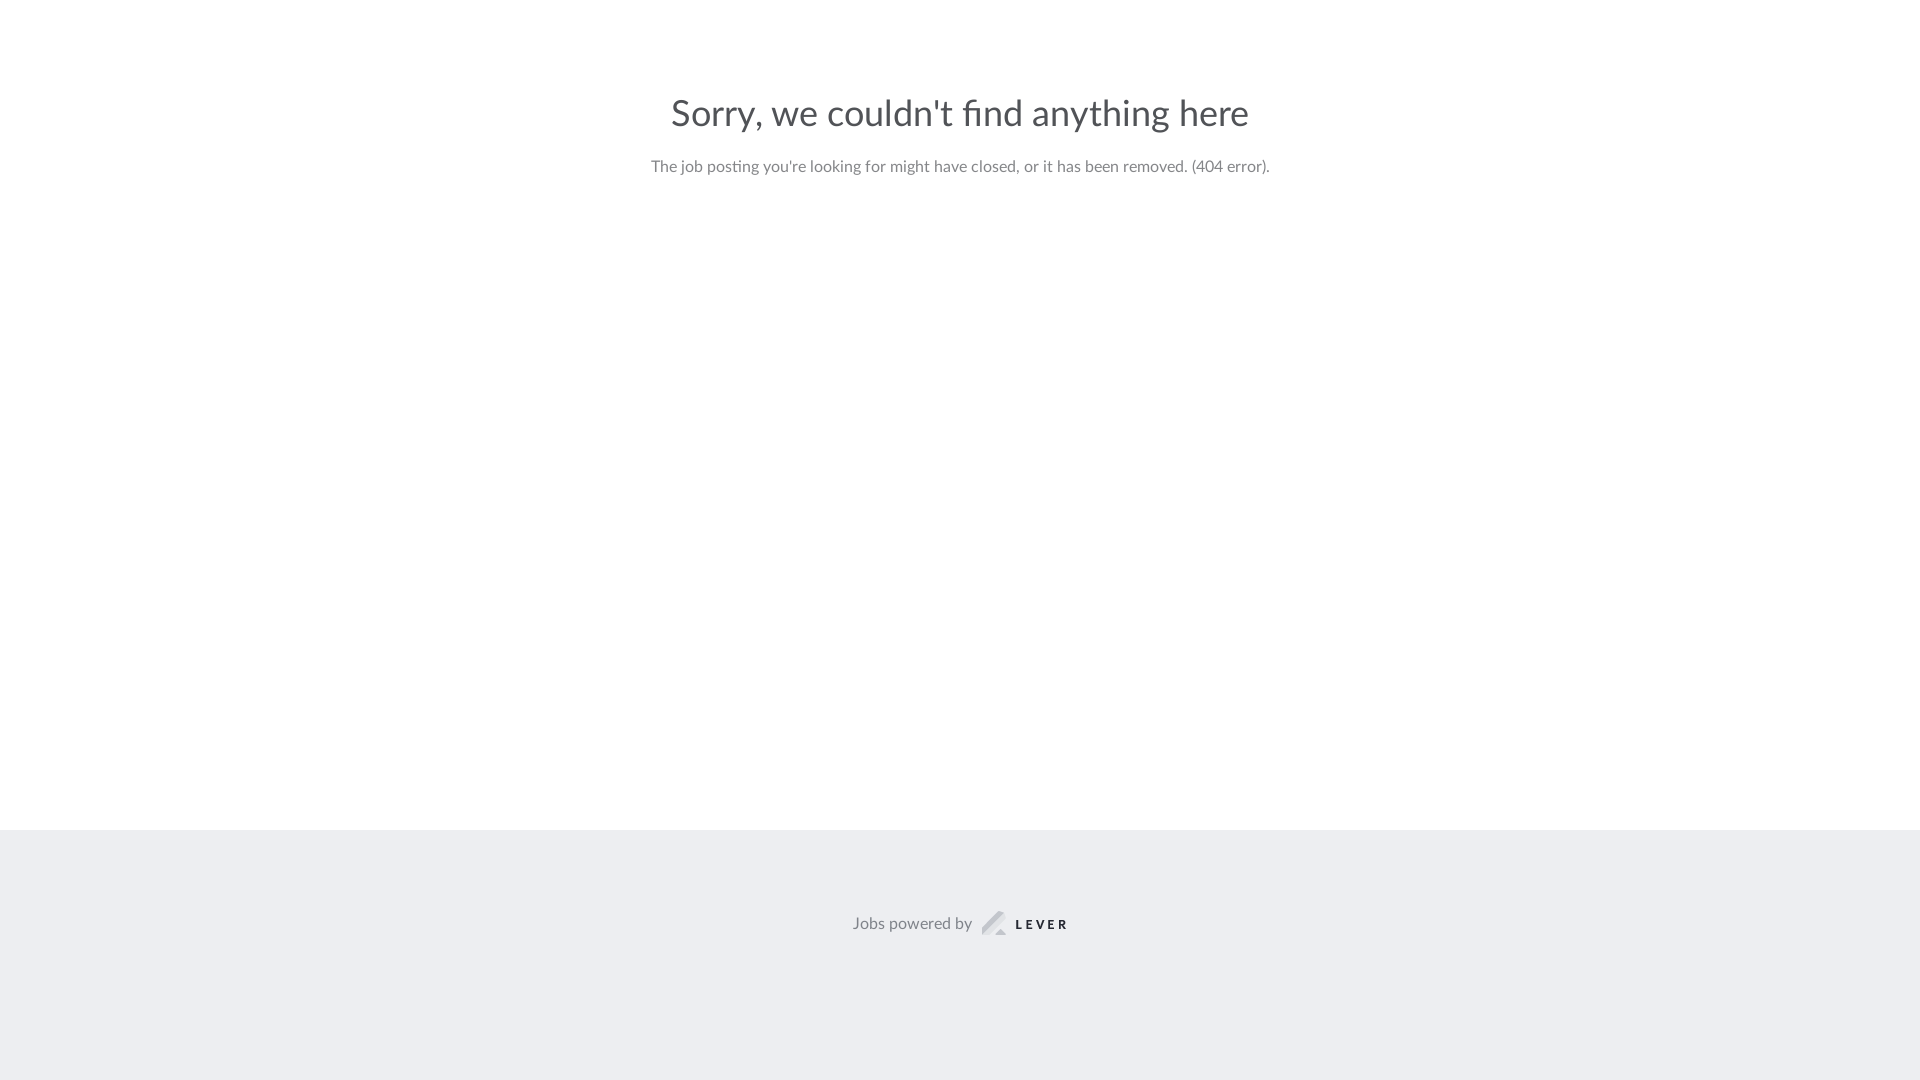 Sorry, we couldn't find anything here
The job posting you're looking for might have closed, or it has been removed. (404 error).
Jobs powered by LEVER